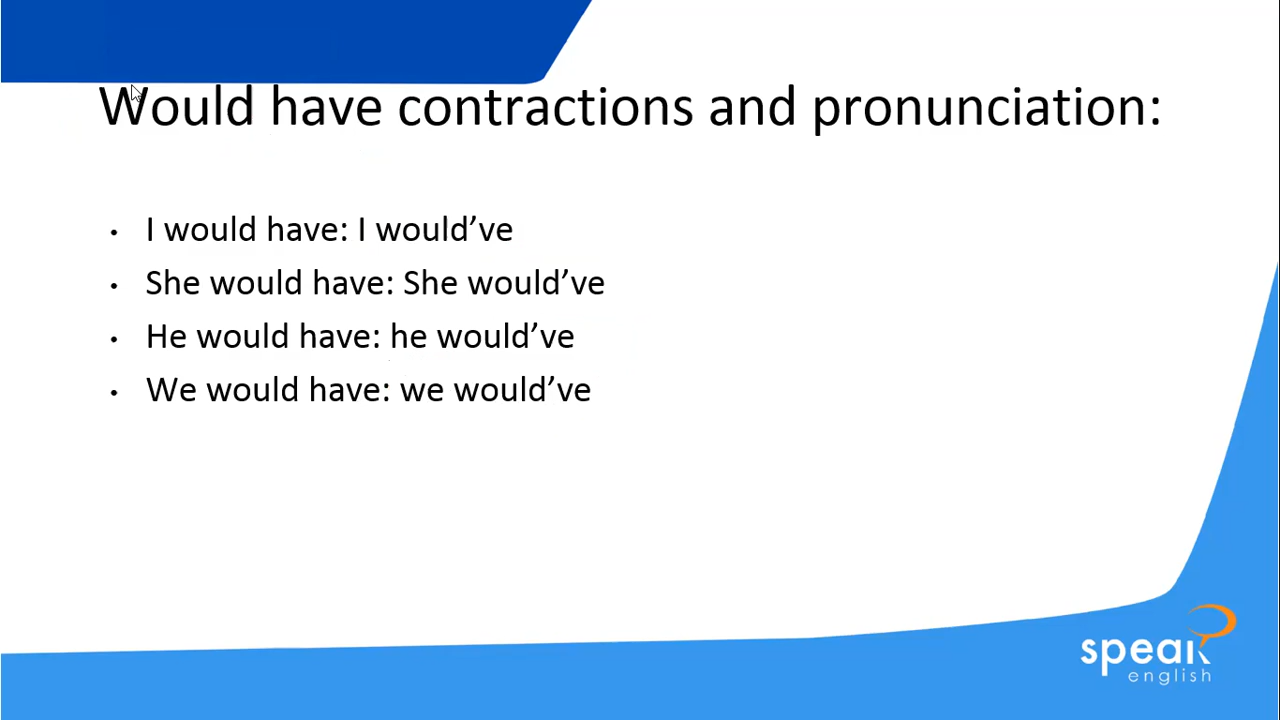 Would have contractions and pronunciation:
• I would have: I would’ve
• She would have: She would’ve
• He would have: he would’ve
• We would have: we would’ve
speak
english